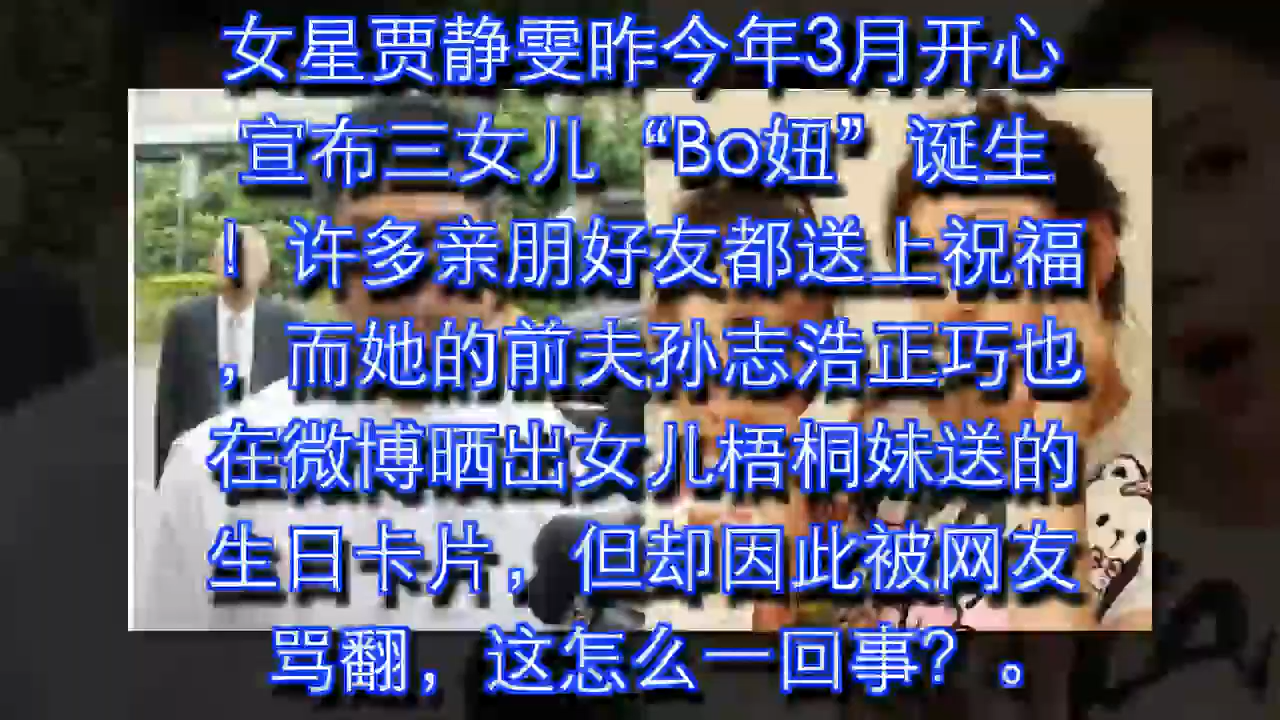 女星贾静雯昨今年3月开心
宣布三女儿“Bo妞”诞生
！许多亲朋好友都送上祝福
，而她的前夫孙志浩正巧也
在微博晒出女儿梧桐妹送的
生日卡片，但却因此被网友
骂翻，这怎么一回事？。